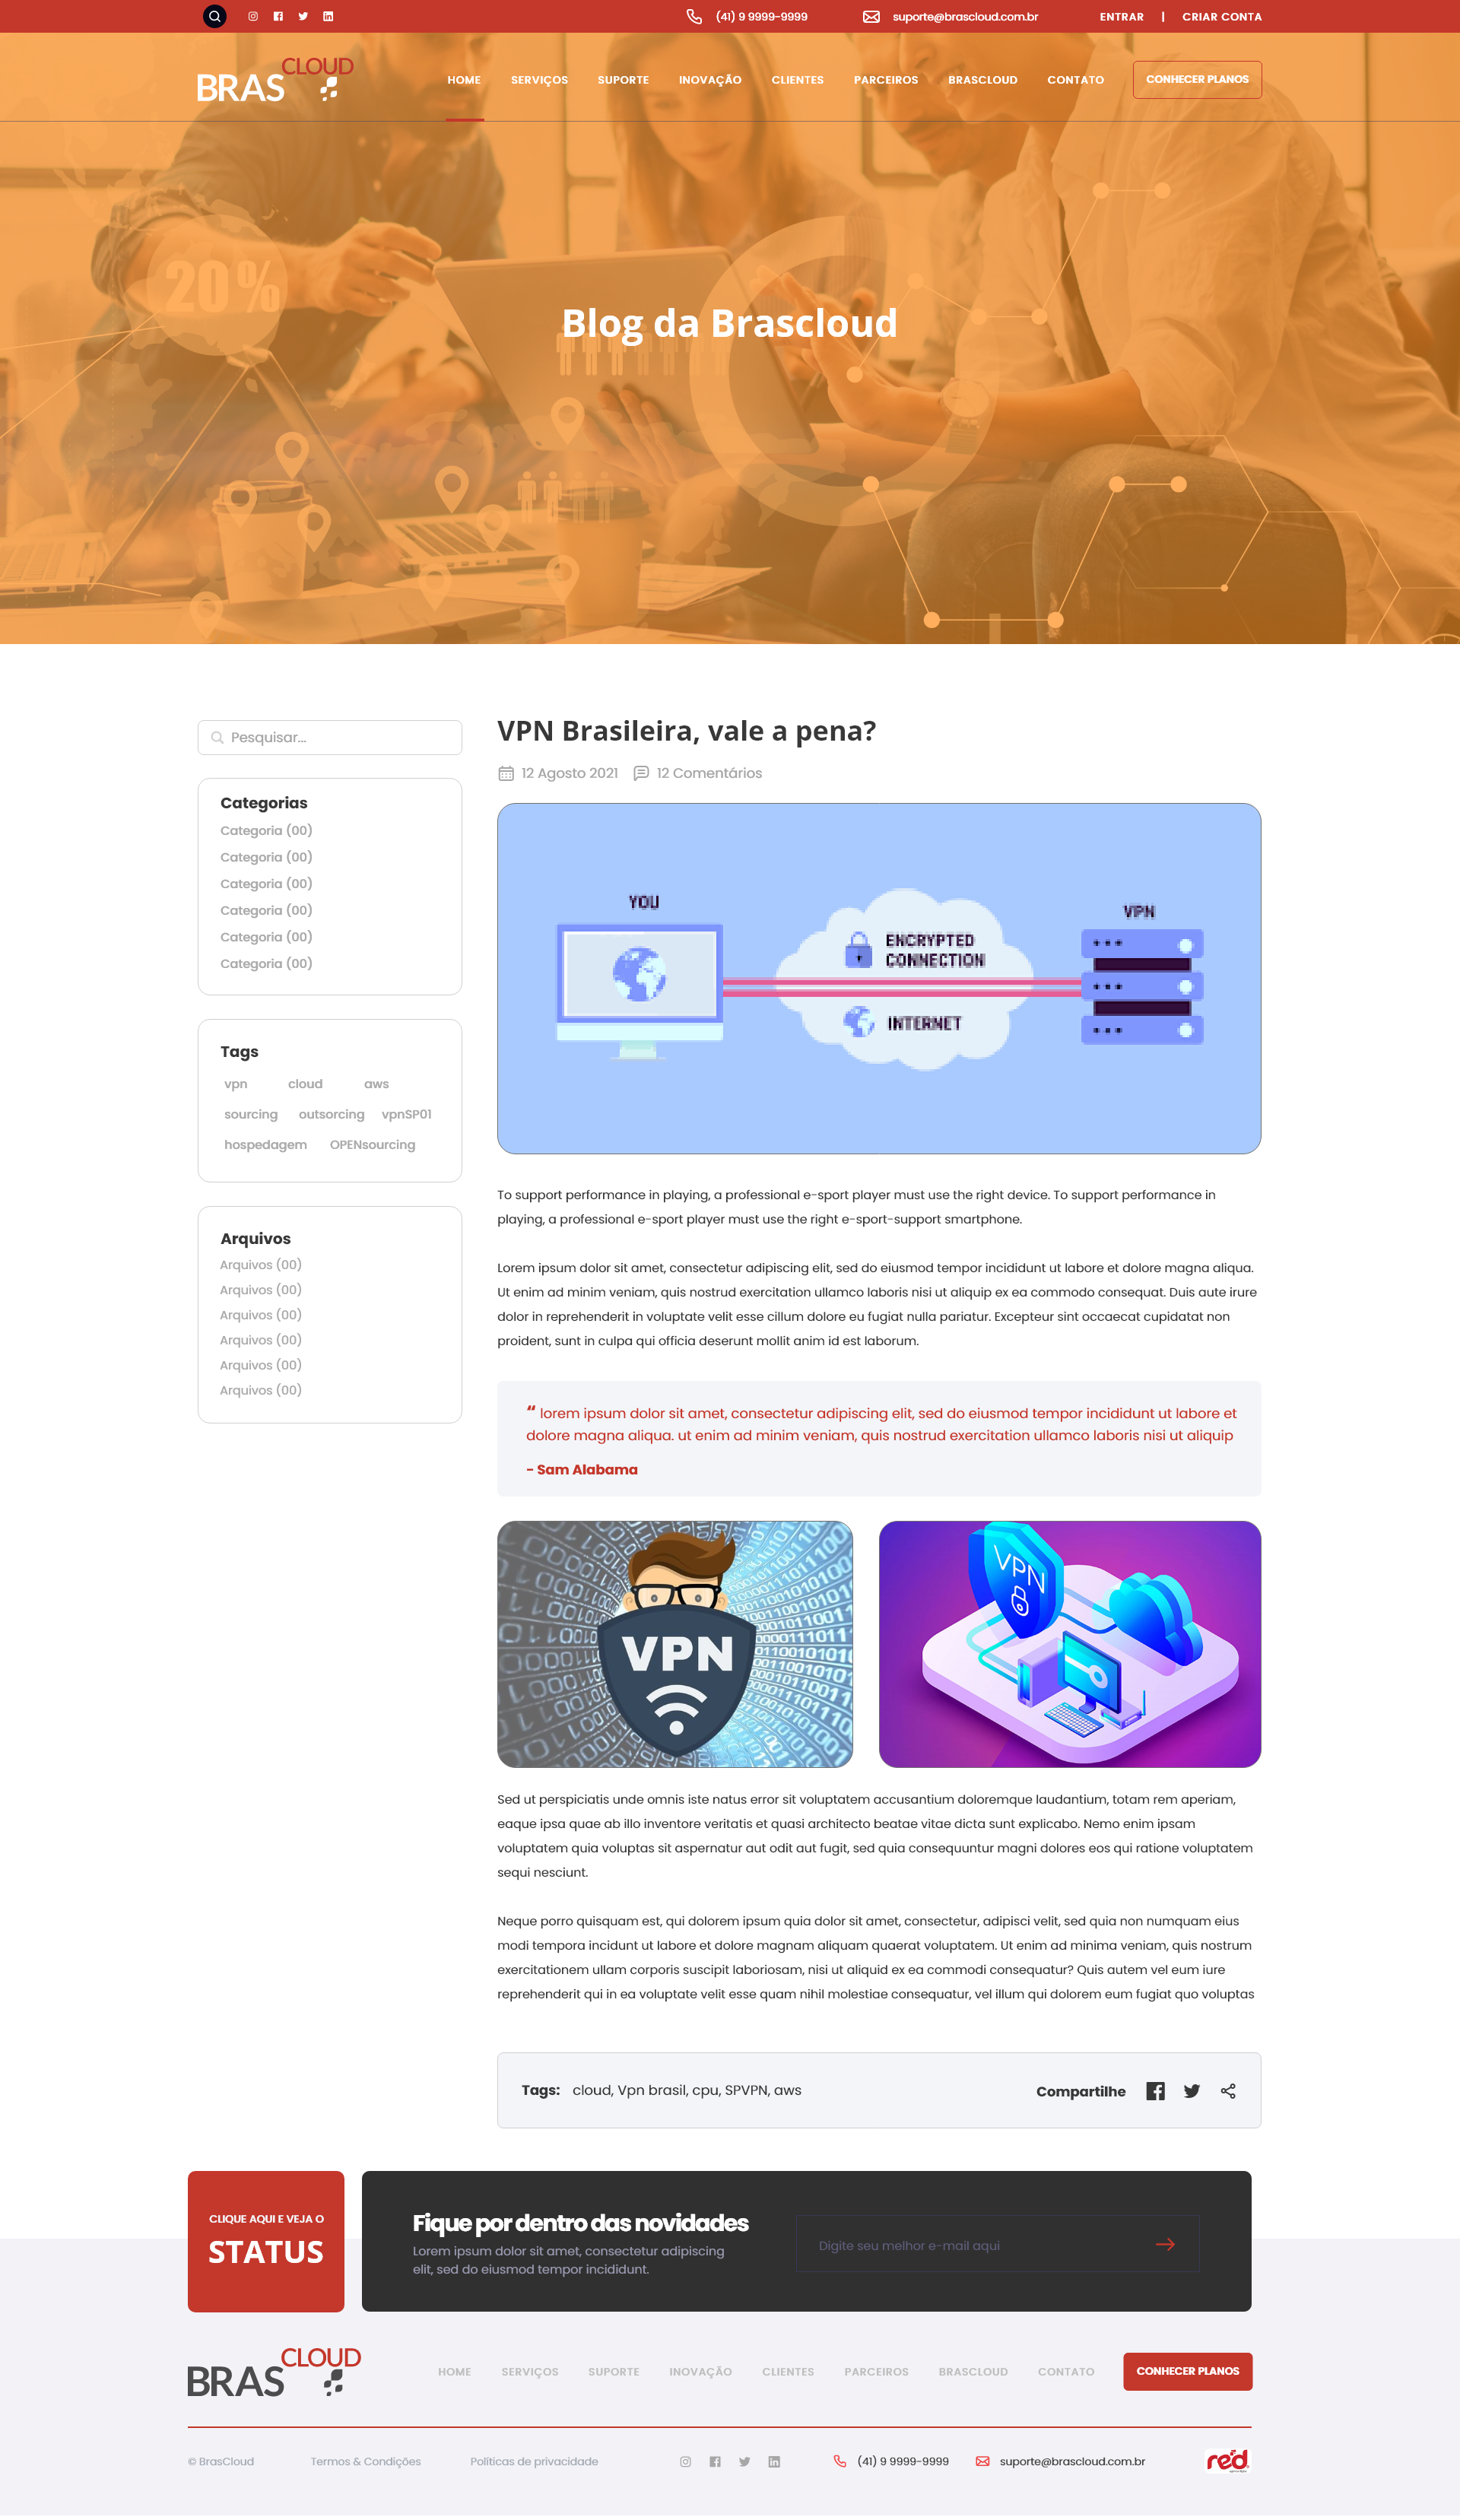 (41) 9 9999-9999
suporte@brascloud.com.br
ENTRAR | CRIAR CONTA
BRAS CLOUD
HOME SERVIÇOS SUPORTE INOVAÇÃO CLIENTES PARCEIROS BRASCLOUD CONTATO CONHECER PLANOS
20%
Blog da Brascloud
Pesquisar...
Categorias
Categoria (00)
Categoria (00)
Categoria (00)
Categoria (00)
Categoria (00)
Categoria (00)
Tags
vpn cloud aws
sourcing outsorcing vpnSP01
hospedagem OPENsourcing
Arquivos
Arquivos (00)
Arquivos (00)
Arquivos (00)
Arquivos (00)
Arquivos (00)
Arquivos (00)
VPN Brasileira, vale a pena?
12 Agosto 2021 12 Comentários
YOU
ENCRYPTED
CONNECTION
INTERNET
VPN
To support performance in playing, a professional e-sport player must use the right device. To support performance in
playing, a professional e-sport player must use the right e-sport-support smartphone.
Lorem ipsum dolor sit amet, consectetur adipiscing elit, sed do eiusmod tempor incididunt ut labore et dolore magna aliqua.
Ut enim ad minim veniam, quis nostrud exercitation ullamco laboris nisi ut aliquip ex ea commodo consequat. Duis aute irure
dolor in reprehenderit in voluptate velit esse cillum dolore eu fugiat nulla pariatur. Excepteur sint occaecat cupidatat non
proident, sunt in culpa qui officia deserunt mollit anim id est laborum.
“ lorem ipsum dolor sit amet, consectetur adipiscing elit, sed do eiusmod tempor incididunt ut labore et
dolore magna aliqua. ut enim ad minim veniam, quis nostrud exercitation ullamco laboris nisi ut aliquip
- Sam Alabama
VPN
VPN
Sed ut perspiciatis unde omnis iste natus error sit voluptatem accusantium doloremque laudantium, totam rem aperiam,
eaque ipsa quae ab illo inventore veritatis et quasi architecto beatae vitae dicta sunt explicabo. Nemo enim ipsam
voluptatem quia voluptas sit aspernatur aut odit aut fugit, sed quia consequuntur magni dolores eos qui ratione voluptatem
sequi nesciunt.
Neque porro quisquam est, qui dolorem ipsum quia dolor sit amet, consectetur, adipisci velit, sed quia non numquam eius
modi tempora incidunt ut labore et dolore magnam aliquam quaerat voluptatem. Ut enim ad minima veniam, quis nostrum
exercitationem ullam corporis suscipit laboriosam, nisi ut aliquid ex ea commodi consequatur? Quis autem vel eum iure
reprehenderit qui in ea voluptate velit esse quam nihil molestiae consequatur, vel illum qui dolorem eum fugiat quo voluptas
Tags: cloud, Vpn brasil, cpu, SPVPN, aws
Compartilhe
CLIQUE AQUI E VEJA O
STATUS
Fique por dentro das novidades
Lorem ipsum dolor sit amet, consectetur adipiscing
elit, sed do eiusmod tempor incididunt.
Digite seu melhor e-mail aqui
BRAS CLOUD
HOME SERVIÇOS SUPORTE INOVAÇÃO CLIENTES PARCEIROS BRASCLOUD CONTATO CONHECER PLANOS
© BrasCloud Termos & Condições Políticas de privacidade
(41) 9 9999-9999 suporte@brascloud.com.br
red